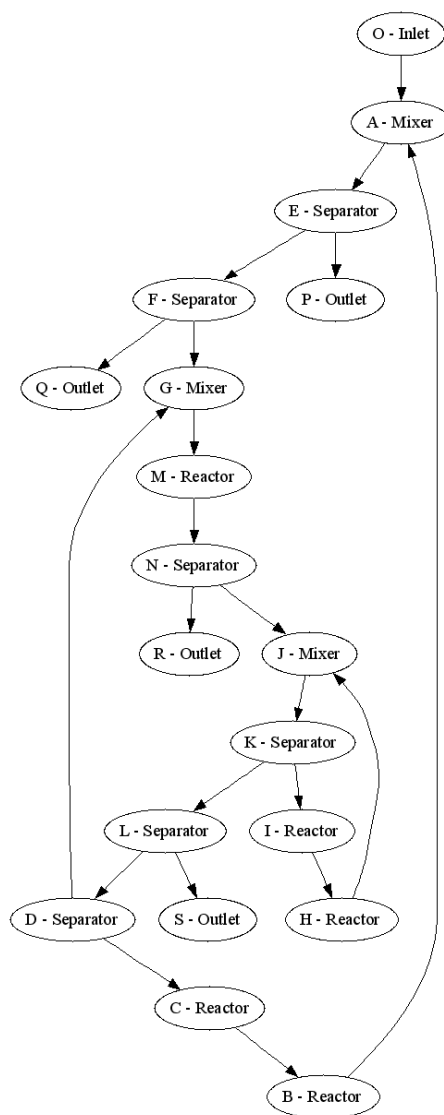 O - Inlet
A - Mixer
E - Separator
F - Separator
P - Outlet
Q - Outlet
G - Mixer
M - Reactor
N - Separator
R - Outlet
J - Mixer
K - Separator
L - Separator
I - Reactor
D - Separator
S - Outlet
H - Reactor
C - Reactor
B - Reactor